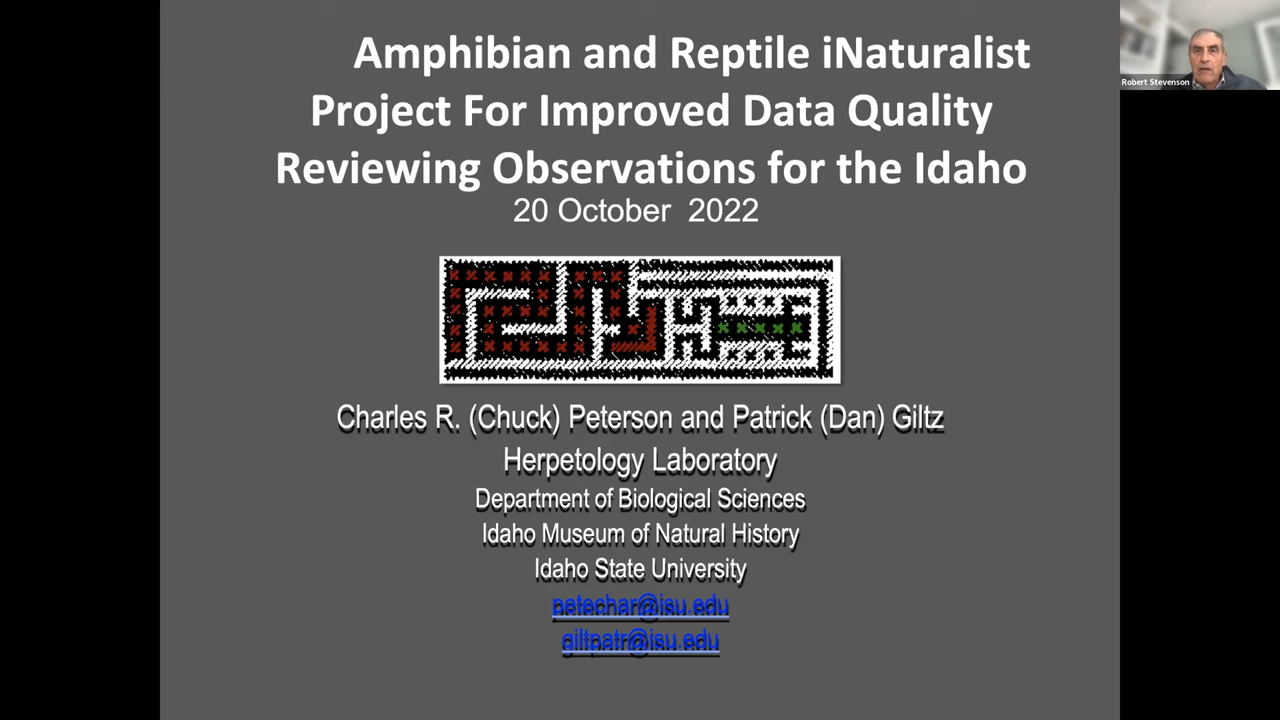 Amphibian and Reptile iNaturalist
Project For Improved Data Quality
Reviewing Observations for the Idaho
20 October 2022
Charles R. (Chuck) Peterson and Patrick (Dan) Giltz
Herpetology Laboratory
Department of Biological Sciences
Idaho Museum of Natural History
Idaho State University
petechar@isu.edu
giltpatr@isu.edu
Robert Stevenson